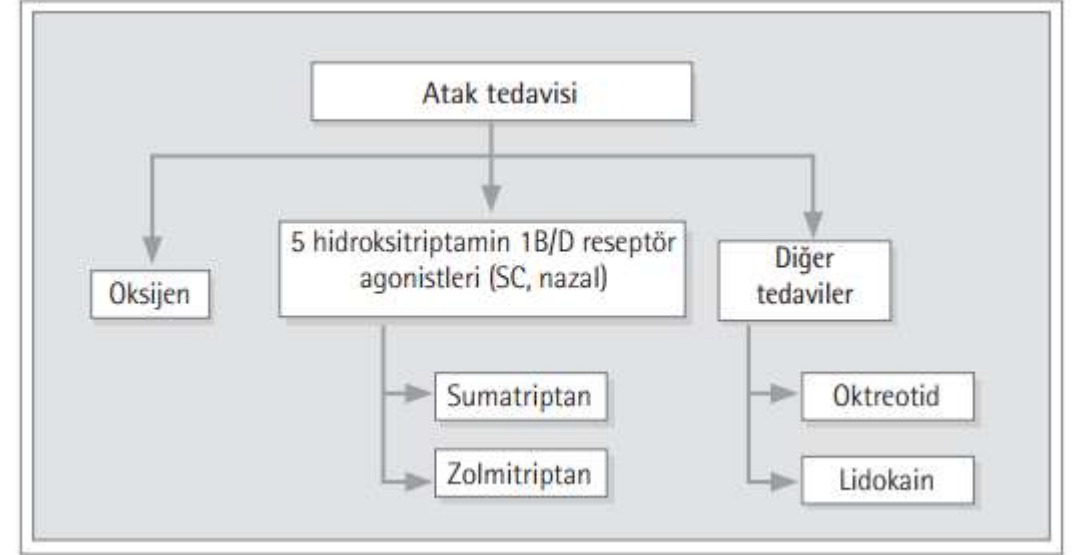 Atak tedavisi
Oksijen
5 hidroksitriptamin 1B/D reseptör
agonistleri (SC, nazal)
Sumatriptan
Zolmitriptan
Diğer
tedaviler
Oktreotid
Lidokain